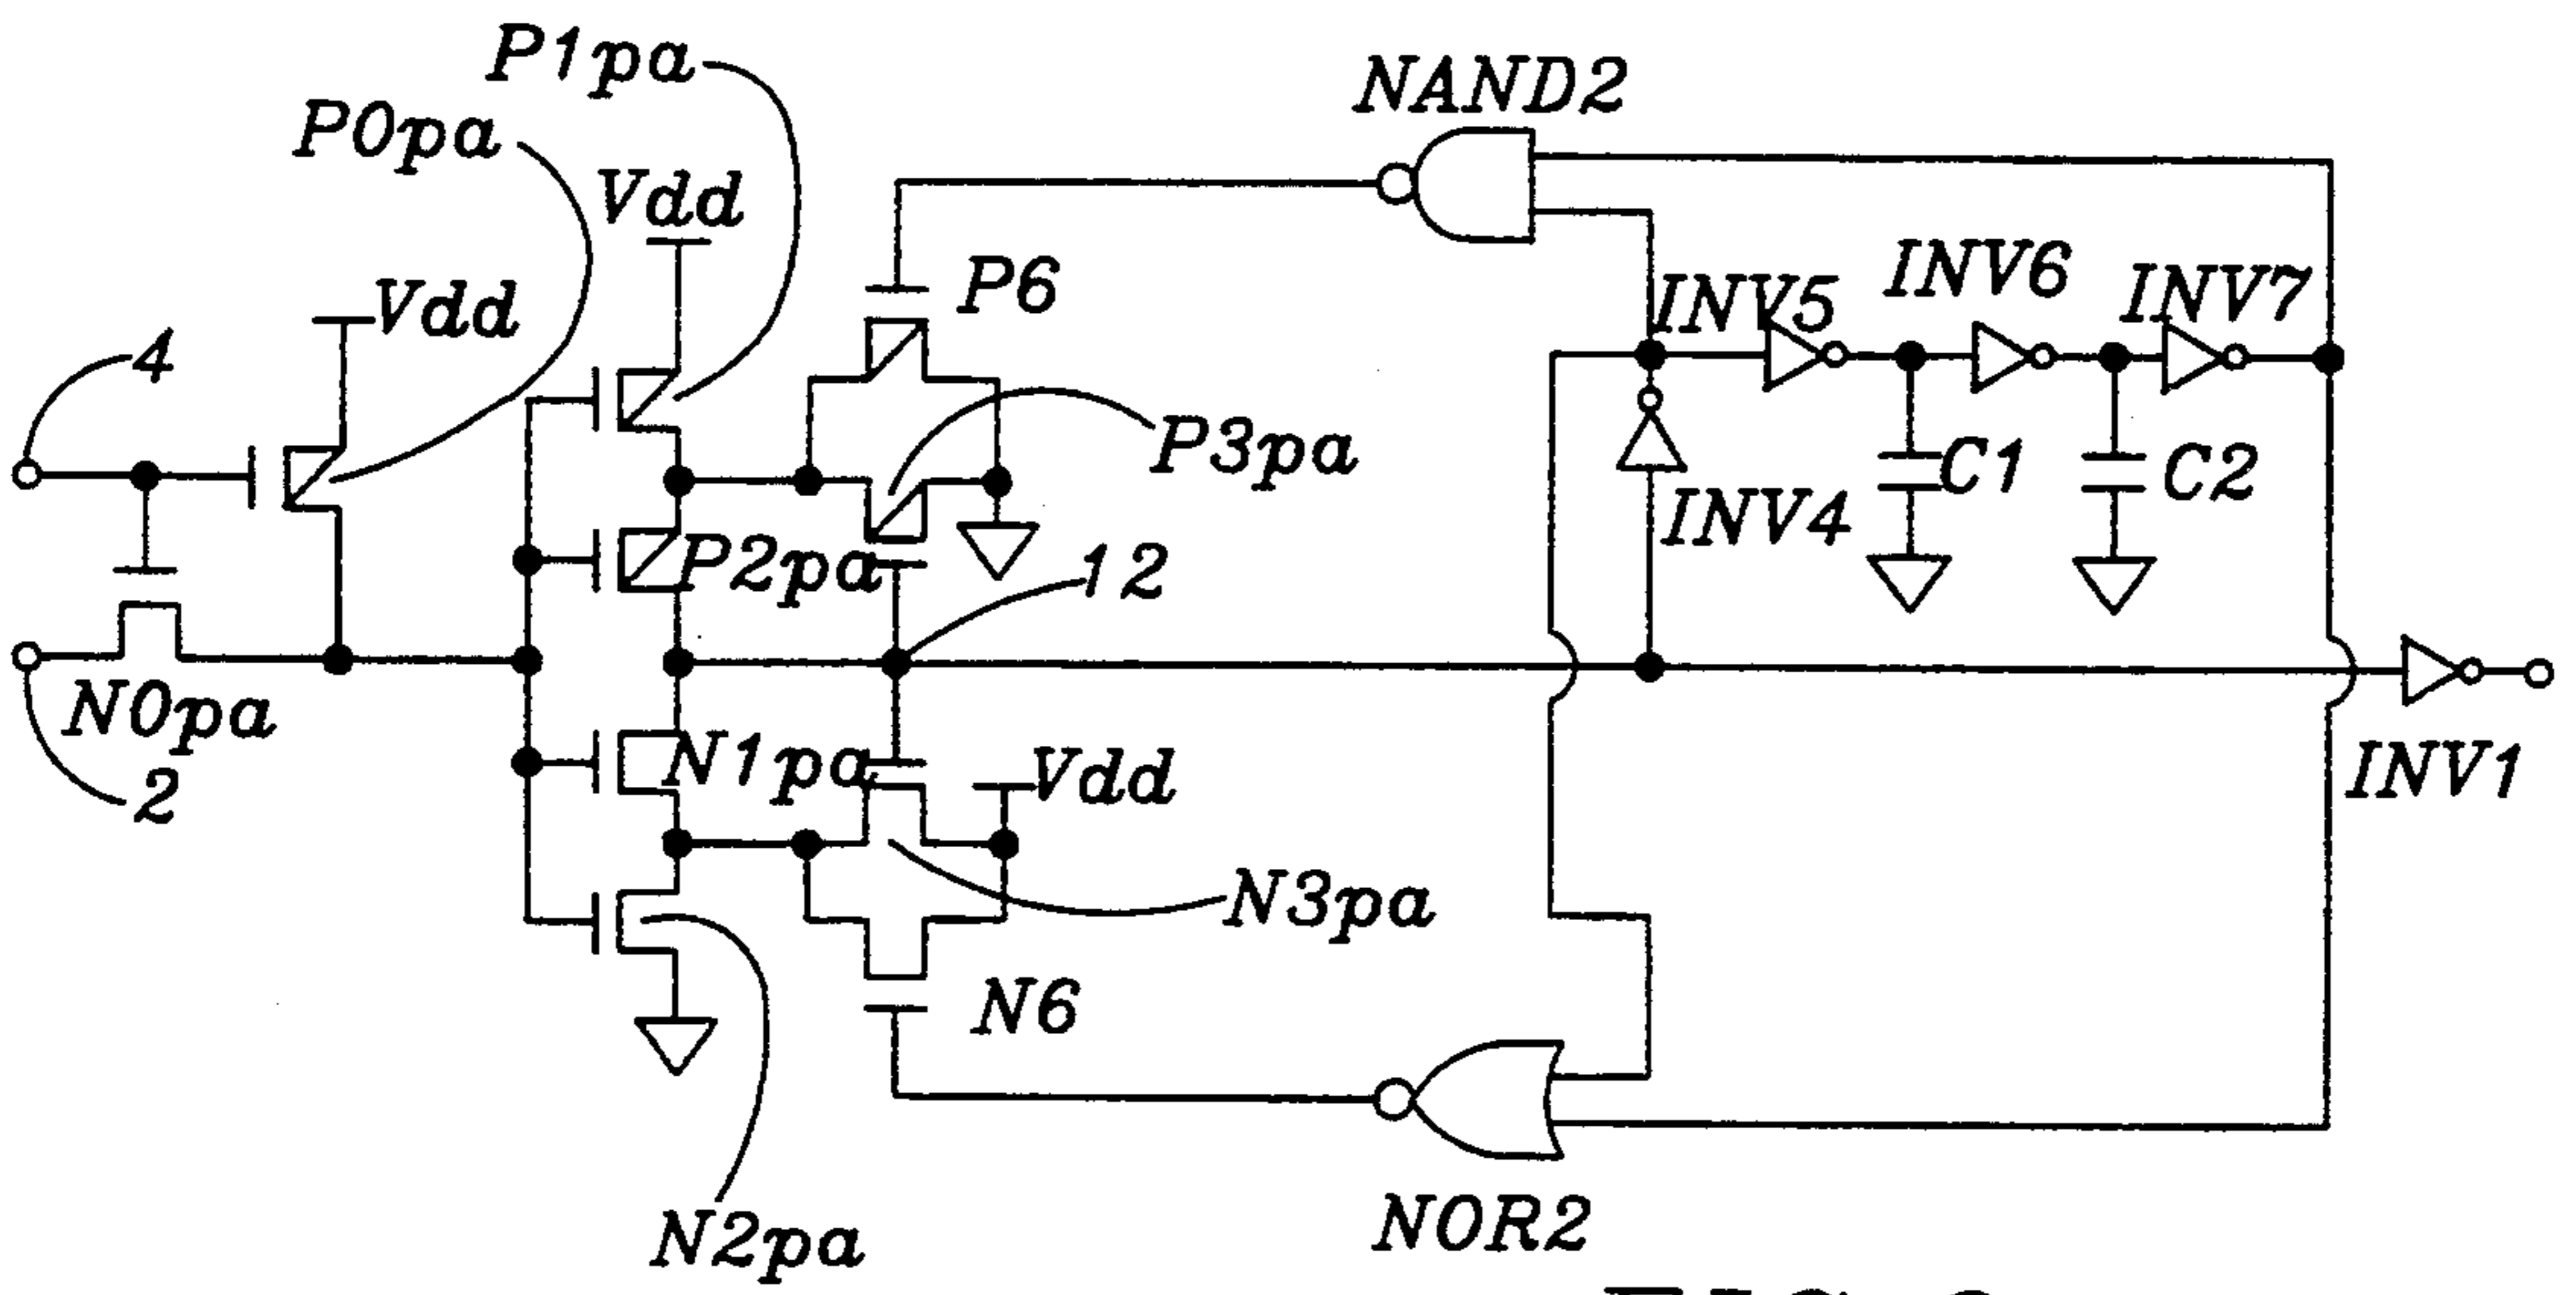 P1pa
NAND2
P0pa
Vdd
P6
INV5
INV6
INV7
Vdd
4
P3pa
C1
C2
INV4
P2pa
12
N0pa
N1pa
Vdd
INV1
2
N3pa
N6
N2pa
NOR2